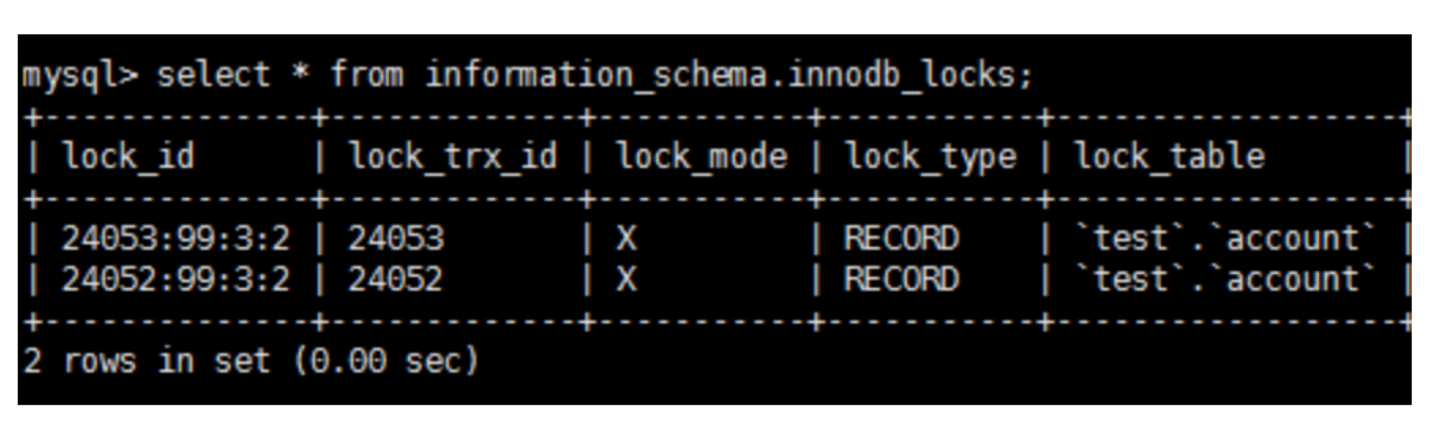 mysql> select * from information_schema.innodb_locks;
+--------------+-------------+-----------+-----------+------------------+
| lock_id      | lock_trx_id | lock_mode | lock_type | lock_table       |
+--------------+-------------+-----------+-----------+------------------+
| 24053:99:3:2 | 24053       | X         | RECORD    | `test`.`account` |
| 24052:99:3:2 | 24052       | X         | RECORD    | `test`.`account` |
+--------------+-------------+-----------+-----------+------------------+
2 rows in set (0.00 sec)